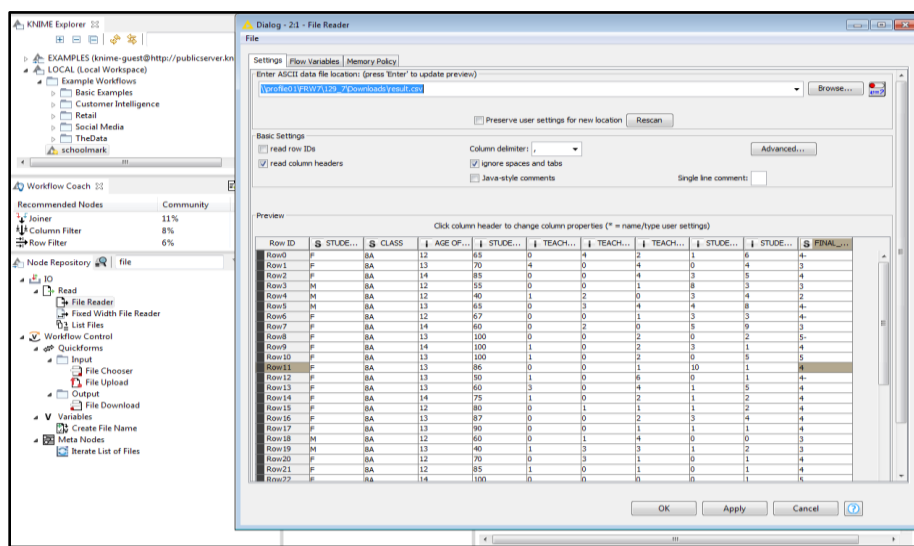 KNIME Explorer
EXAMPLES (knime-guest@http://publicserver.kn
LOCAL (Local Workspace)
Example Workflows
Basic Examples
Customer Intelligence
Retail
Social Media
TheData
schoolmark
Workflow Coach
Recommended Nodes Community
Joiner 11%
Column Filter 8%
Row Filter 6%
Node Repository file
IO
Read
File Reader
Fixed Width File Reader
List Files
Workflow Control
Quickforms
Input
File Chooser
File Upload
Output
File Download
V Variables
Create File Name
Meta Nodes
Iterate List of Files
Dialog - 2:1 - File Reader
File
Settings Flow Variables Memory Policy
Enter ASCII data file location: (press 'Enter' to update preview)
\\profile01\FRW7\129_7\Downloads\result.csv Browse...
Preserve user settings for new location Rescan
Basic Settings
read row IDs Column delimiter: , Advanced...
read column headers ignore spaces and tabs
Java-style comments Single line comment:
Preview
Click column header to change column properties (* = name/type user settings)
Row ID S STUDE... S CLASS I AGE OF... I STUDE... I TEACH... I TEACH... I TEACH... I STUDE... I STUDE... S FINAL_...
Row0 F 8A 12 65 0 4 2 1 6 4-
Row1 F 8A 13 70 4 0 4 0 4 3
Row2 F 8A 14 85 0 0 4 3 5 4
Row3 M 8A 12 55 0 0 1 8 3 3
Row4 M 8A 12 40 1 2 0 3 4 2
Row5 M 8A 13 65 0 3 4 4 8 4-
Row6 F 8A 12 67 0 0 1 3 3 4-
Row7 F 8A 14 60 0 2 0 5 9 3
Row8 F 8A 13 100 0 0 2 0 2 5-
Row9 F 8A 14 100 1 0 2 3 1 4
Row10 F 8A 13 100 1 0 2 0 5 5
Row11 F 8A 13 86 0 0 1 10 1 4
Row12 F 8A 13 50 1 0 6 0 1 4-
Row13 F 8A 13 60 3 0 4 1 5 4
Row14 F 8A 14 75 1 0 2 1 2 4
Row15 F 8A 12 80 0 1 1 1 2 4
Row16 F 8A 13 87 0 0 2 3 4 4
Row17 F 8A 13 90 0 0 1 1 1 4
Row18 M 8A 12 60 0 1 4 0 0 3
Row19 M 8A 13 40 1 3 3 1 2 3
Row20 F 8A 12 70 0 3 1 0 1 4
Row21 F 8A 12 85 1 0 1 0 1 4
Row22 F 8A 14 100 0 0 0 0 1 5
OK Apply Cancel